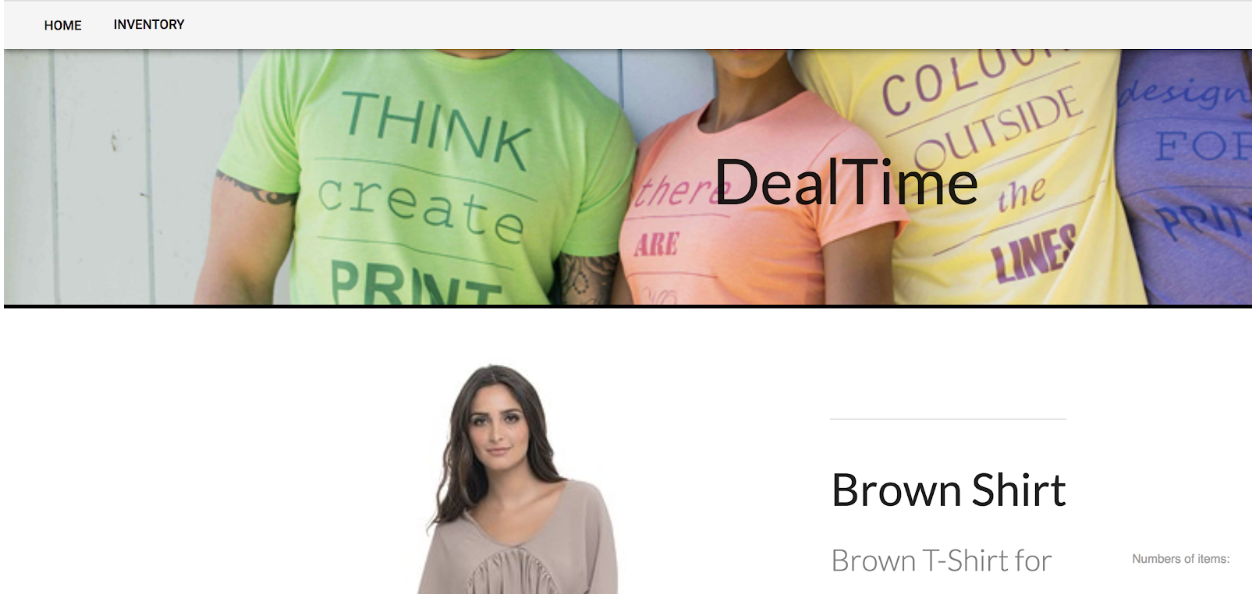 HOME INVENTORY
THINK
create
PRINT
there
ARE
COLOUR
OUTSIDE
the
LINES
design
FOR
PRINT
DealTime
Brown Shirt
Brown T-Shirt for
Numbers of items: